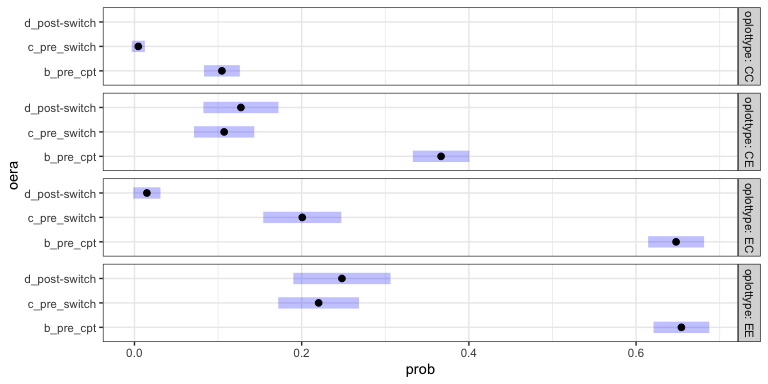 d_post-switch
c_pre_switch
b_pre_cpt
oplottype: CC
d_post-switch
c_pre_switch
b_pre_cpt
oplottype: CE
d_post-switch
c_pre_switch
b_pre_cpt
oplottype: EC
d_post-switch
c_pre_switch
b_pre_cpt
oplottype: EE
oera
0.0 0.2 0.4 0.6
prob